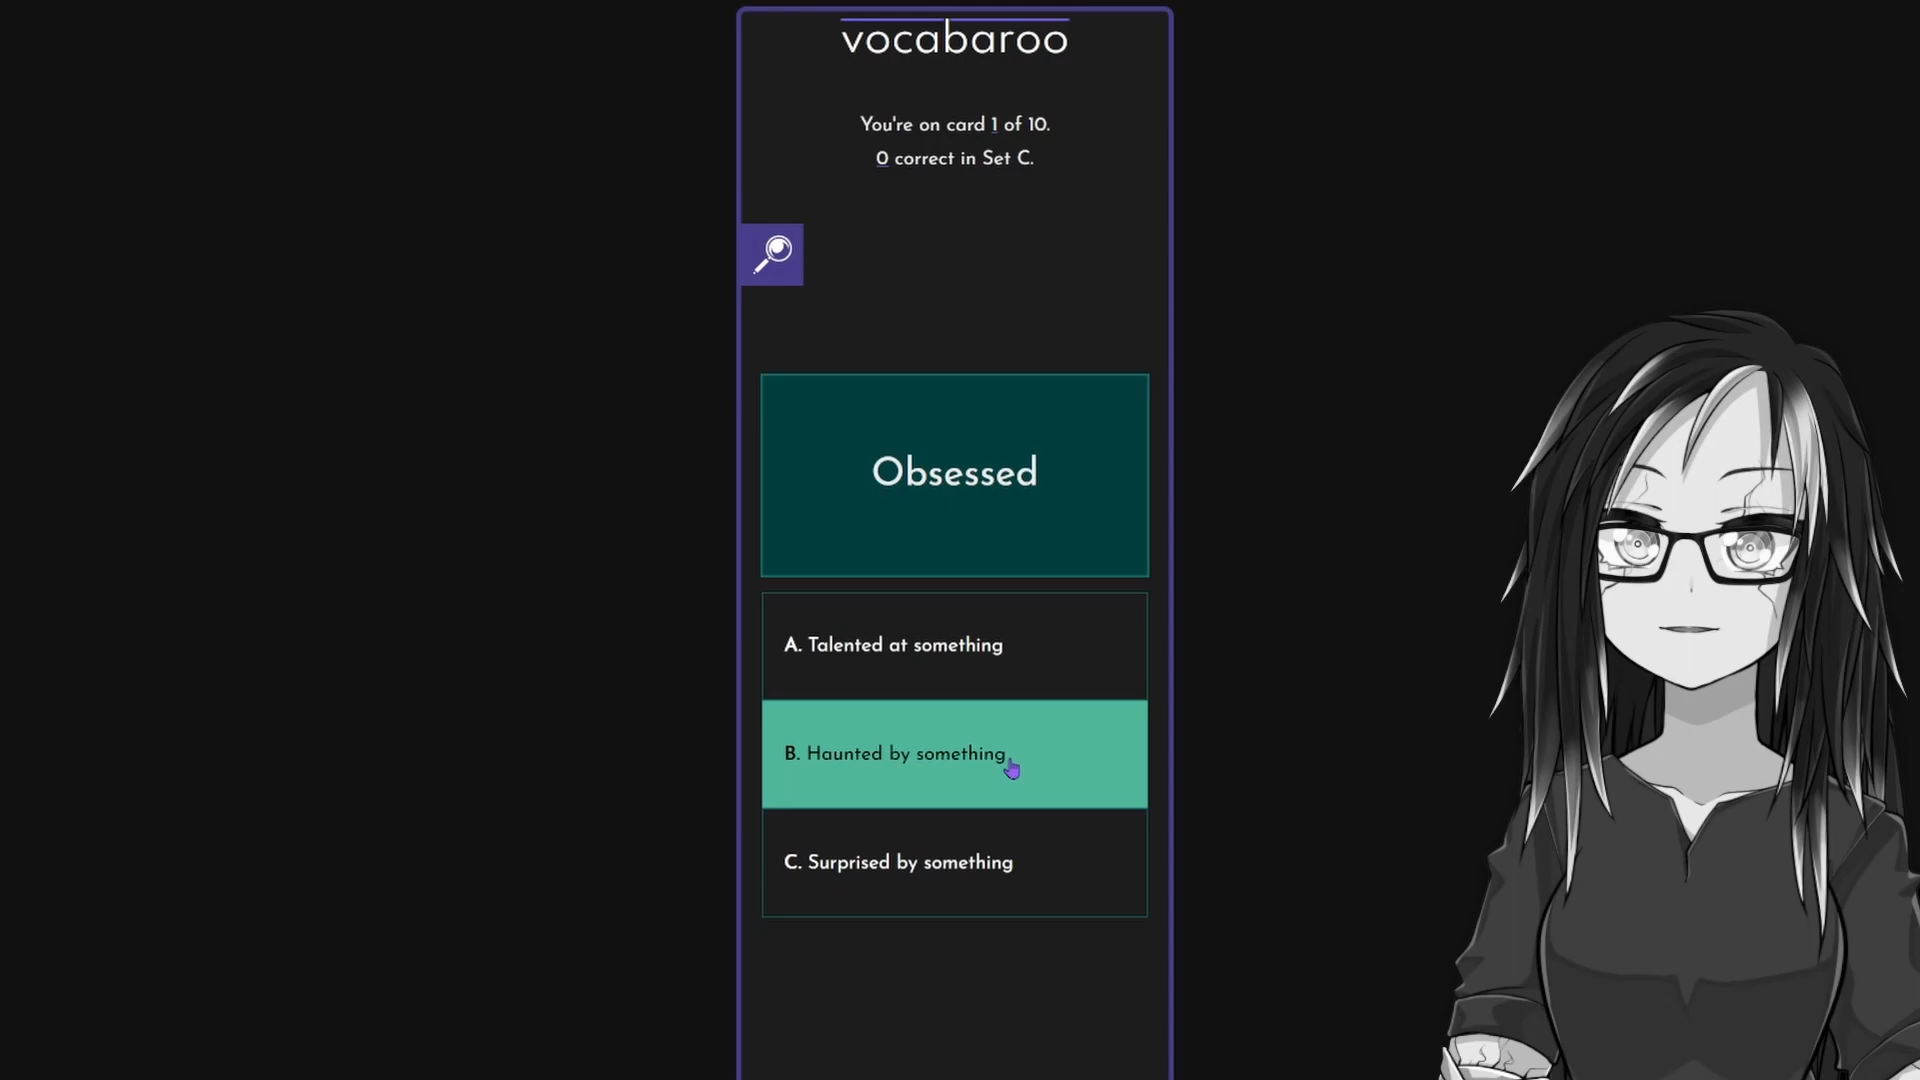 vocabaroo
You're on card 1 of 10.
0 correct in Set C.
Obsessed
A. Talented at something
B. Haunted by something
C. Surprised by something